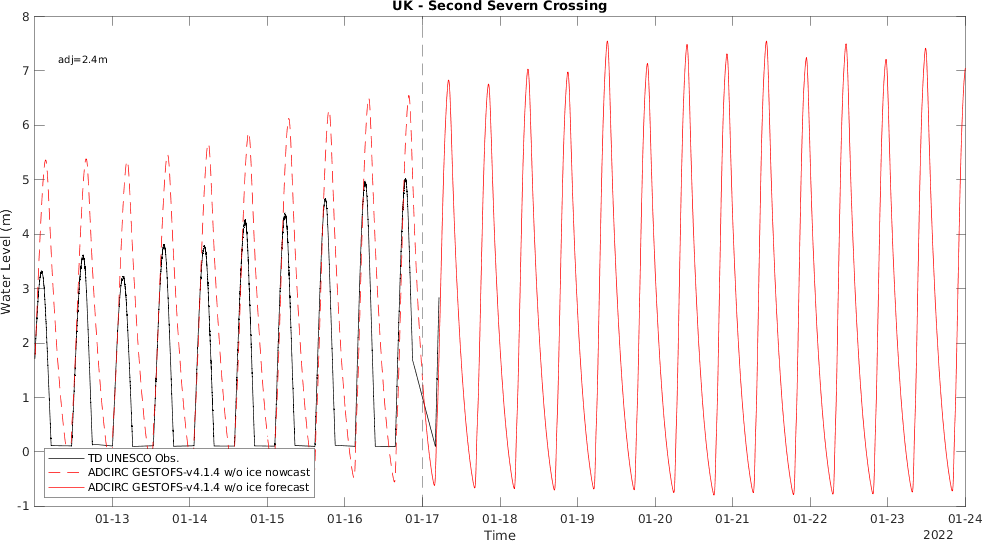 UK - Second Severn Crossing
adj=2.4m
8
7
6
5
4
3
2
1
0
-1
Water Level (m)
TD UNESCO Obs.
ADCIRC GESTOFS-v4.1.4 w/o ice nowcast
ADCIRC GESTOFS-v4.1.4 w/o ice forecast
01-13 01-14 01-15 01-16 01-17 01-18 01-19 01-20 01-21 01-22 01-23 01-24
Time
2022